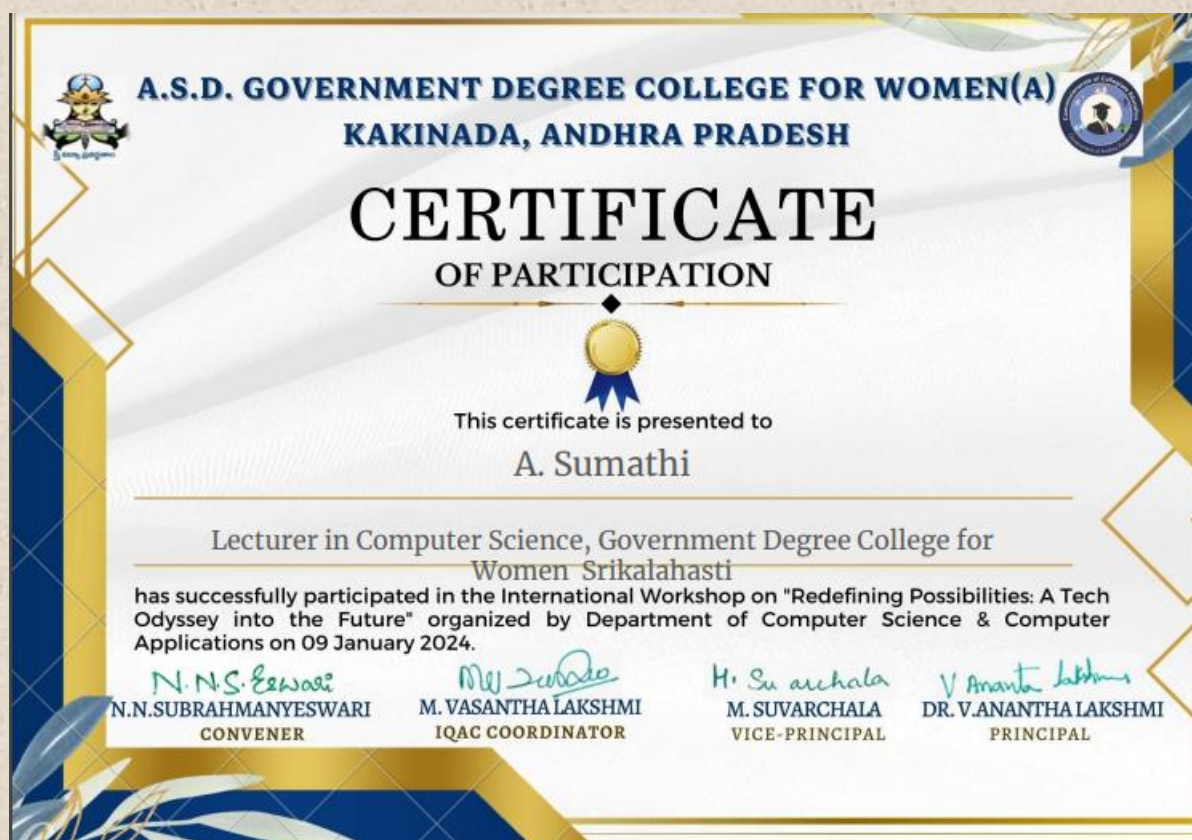 A.S.D. GOVERNMENT DEGREE COLLEGE FOR WOMEN(A)
KAKINADA, ANDHRA PRADESH
CERTIFICATE
OF PARTICIPATION
This certificate is presented to
A. Sumathi
Lecturer in Computer Science, Government Degree College for
Women Srikalahasti
has successfully participated in the International Workshop on "Redefining Possibilities: A Tech
Odyssey into the Future" organized by Department of Computer Science & Computer
Applications on 09 January 2024.
N.N.S. Eswari
H. Su archala
V Ananta Lakshmi
N.N.SUBRAHMANYESWARI
M. VASANTHA LAKSHMI
M. SUVARCHALA
DR. V.ANANTHA LAKSHMI
CONVENER
IQAC COORDINATOR
VICE-PRINCIPAL
PRINCIPAL